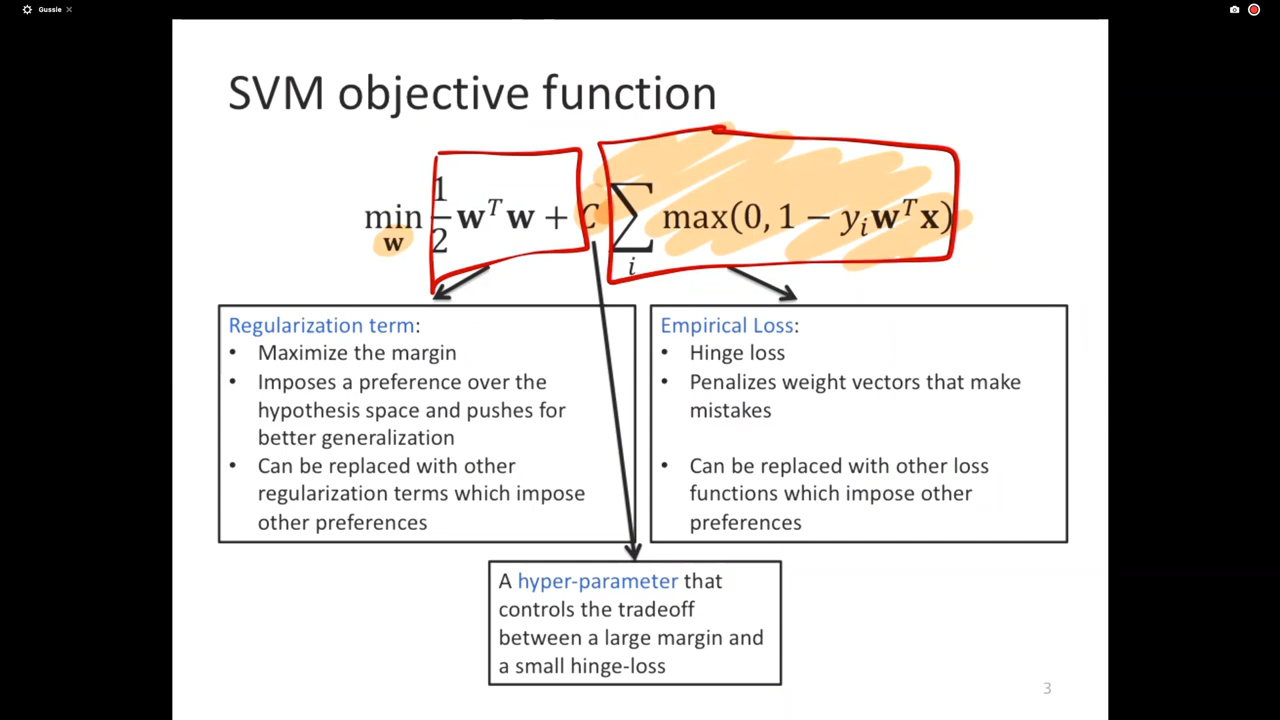 Gussie
SVM objective function
min 1/2 w^T w + C ∑ max(0, 1 − y_i w^T x)
w i
Regularization term:
• Maximize the margin
• Imposes a preference over the
hypothesis space and pushes for
better generalization
• Can be replaced with other
regularization terms which impose
other preferences
Empirical Loss:
• Hinge loss
• Penalizes weight vectors that make
mistakes
• Can be replaced with other loss
functions which impose other
preferences
A hyper-parameter that
controls the tradeoff
between a large margin and
a small hinge-loss
3